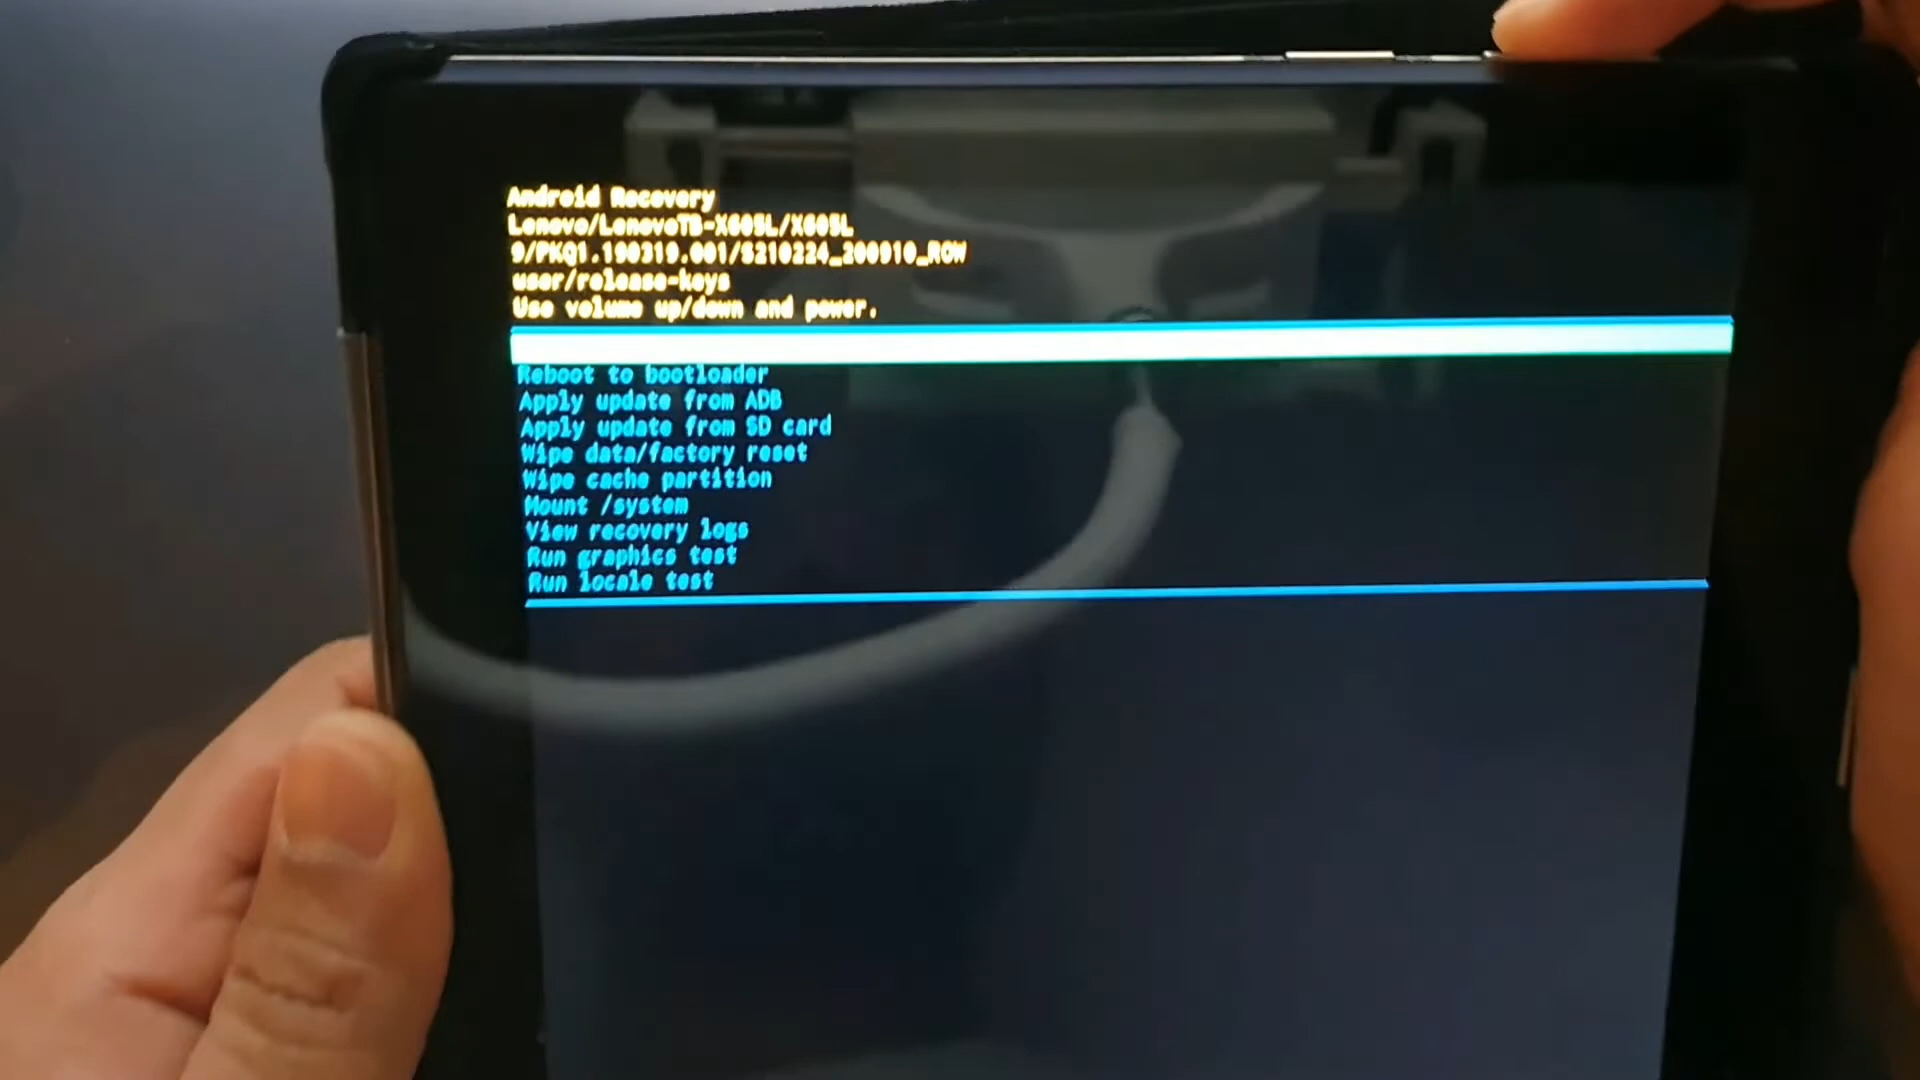 Android Recovery
Lenovo/LenovoTB-X605L/X605L
9/PKQ1.190319.001/S210224_200910_ROW
user/release-keys
Use volume up/down and power.
Reboot to bootloader
Apply update from ADB
Apply update from SD card
Wipe data/factory reset
Wipe cache partition
Mount /system
View recovery logs
Run graphics test
Run locale test